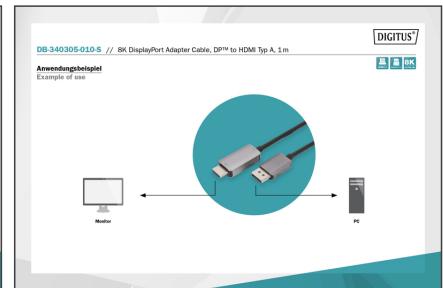 DIGITUS®
DB-340305-010-S // 8K DisplayPort Adapter Cable, DP™ to HDMI Typ A, 1 m
Anwendungsbeispiel
Example of use
8K
Monitor
PC